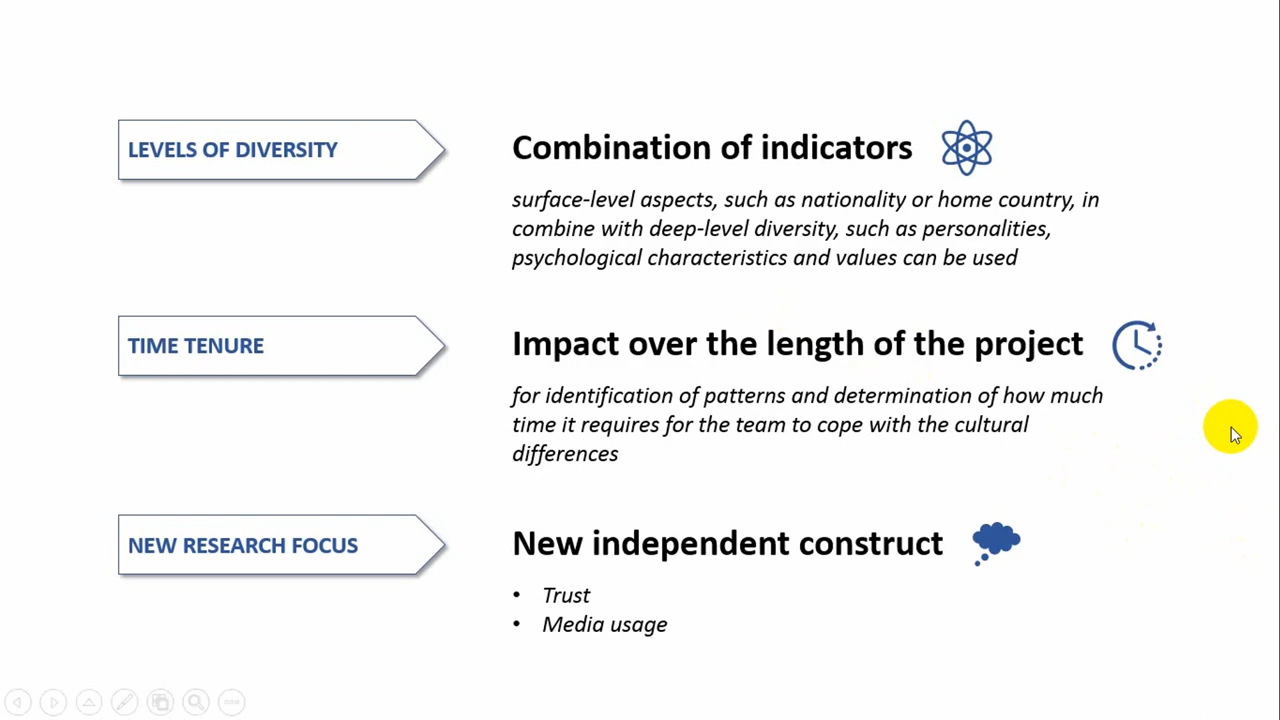 LEVELS OF DIVERSITY
Combination of indicators
surface-level aspects, such as nationality or home country, in
combine with deep-level diversity, such as personalities,
psychological characteristics and values can be used
TIME TENURE
Impact over the length of the project
for identification of patterns and determination of how much
time it requires for the team to cope with the cultural
differences
NEW RESEARCH FOCUS
New independent construct
• Trust
• Media usage